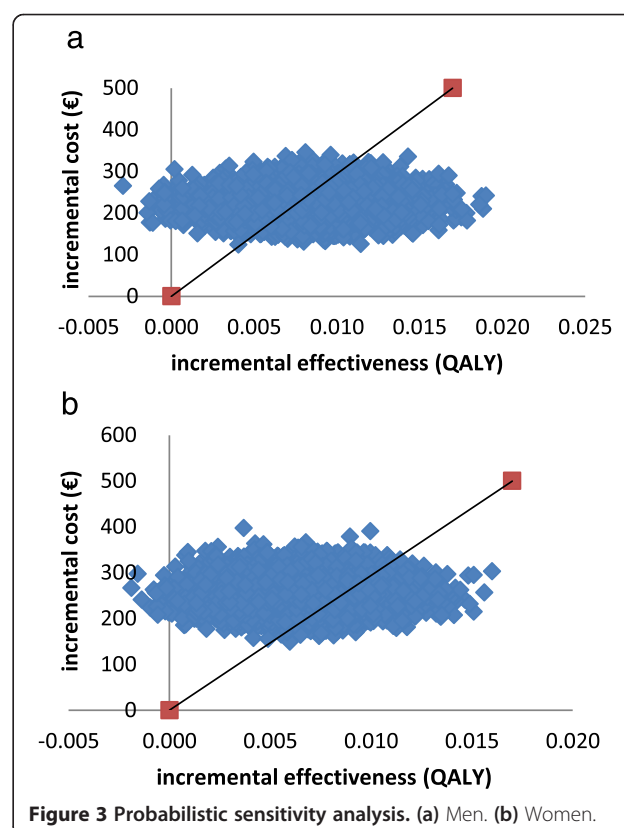 a
500
400
300
200
100
0
incremental cost (€)
-0.005 0.000 0.005 0.010 0.015 0.020 0.025
incremental effectiveness (QALY)
b
600
500
400
300
200
100
0
incremental cost (€)
-0.005 0.000 0.005 0.010 0.015 0.020
incremental effectiveness (QALY)
Figure 3 Probabilistic sensitivity analysis. (a) Men. (b) Women.